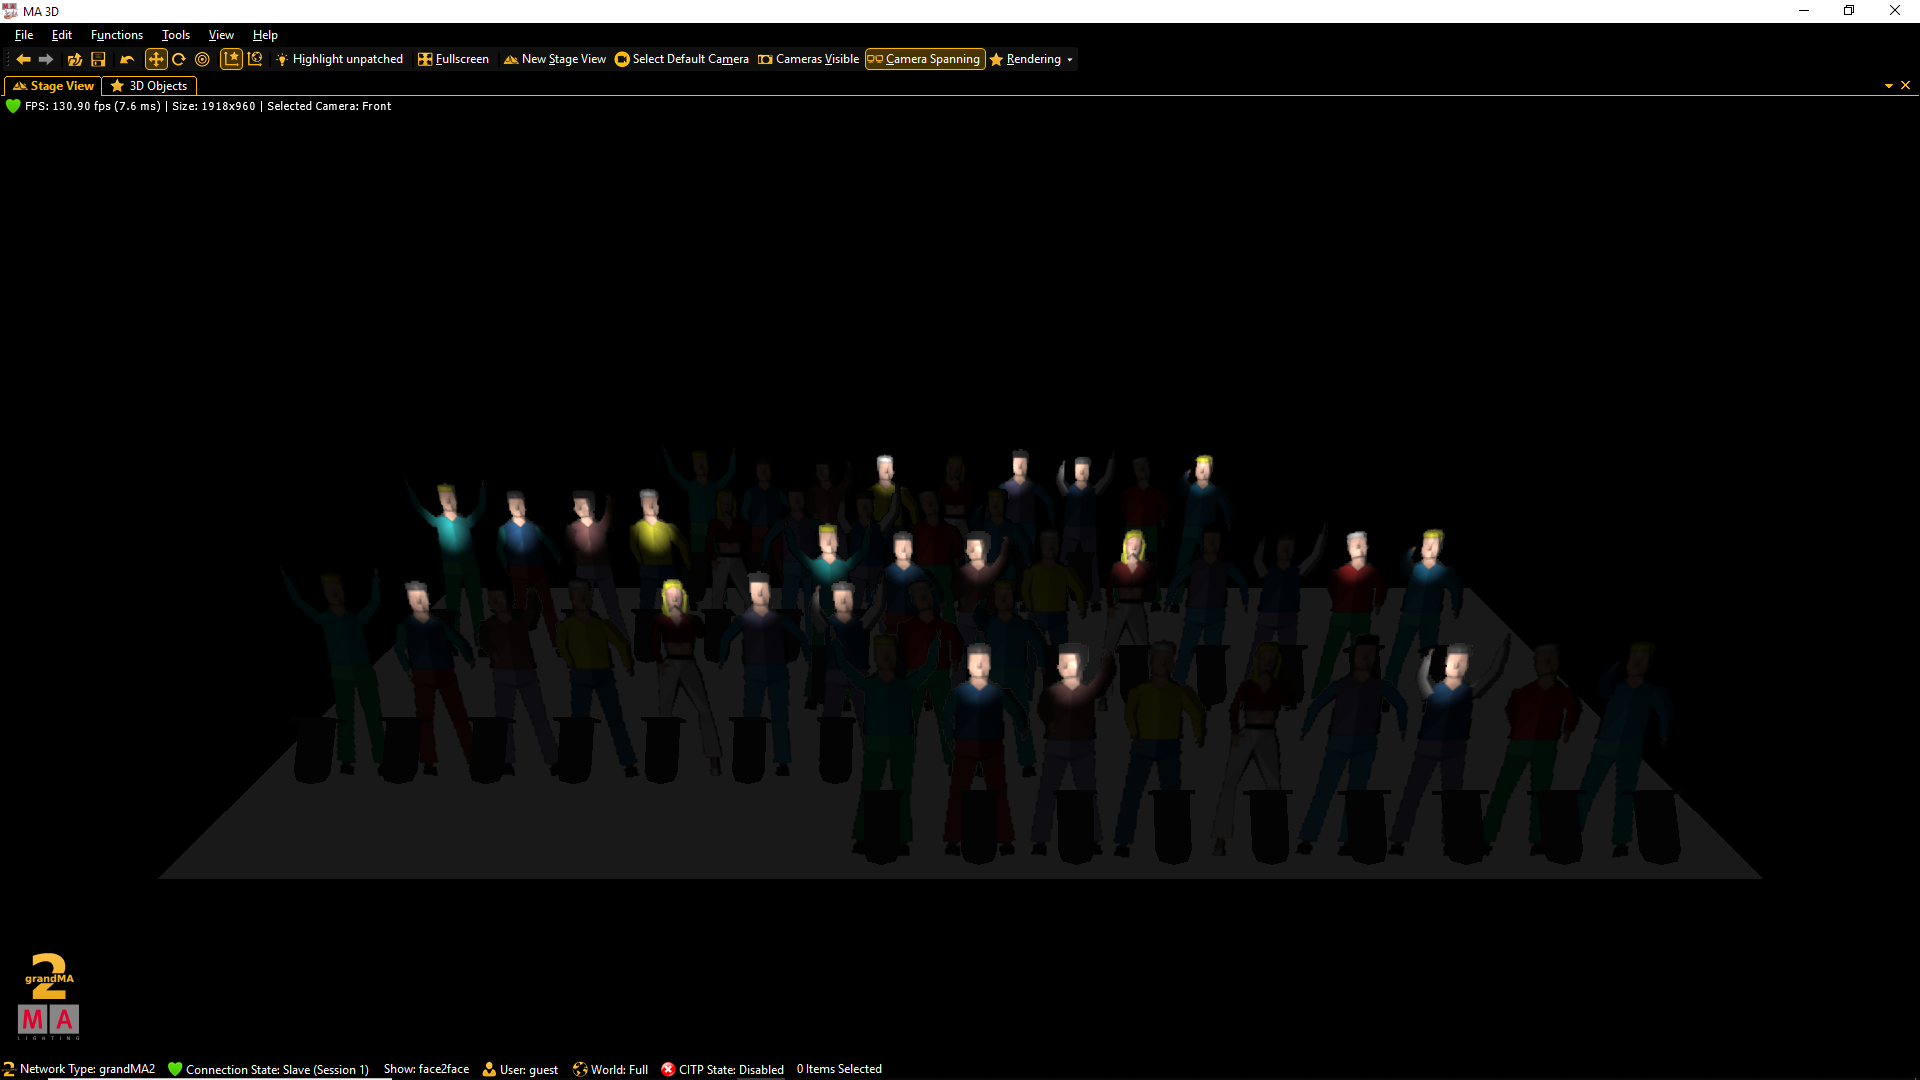 MA 3D
File Edit Functions Tools View Help
Highlight unpatched Fullscreen New Stage View Select Default Camera Cameras Visible Camera Spanning Rendering
Stage View 3D Objects
FPS: 130.90 fps (7.6 ms) | Size: 1918x960 | Selected Camera: Front
2
grandMA
MA
LIGHTING
2 Network Type: grandMA2 Connection State: Slave (Session 1) Show: face2face User: guest World: Full CITP State: Disabled 0 Items Selected